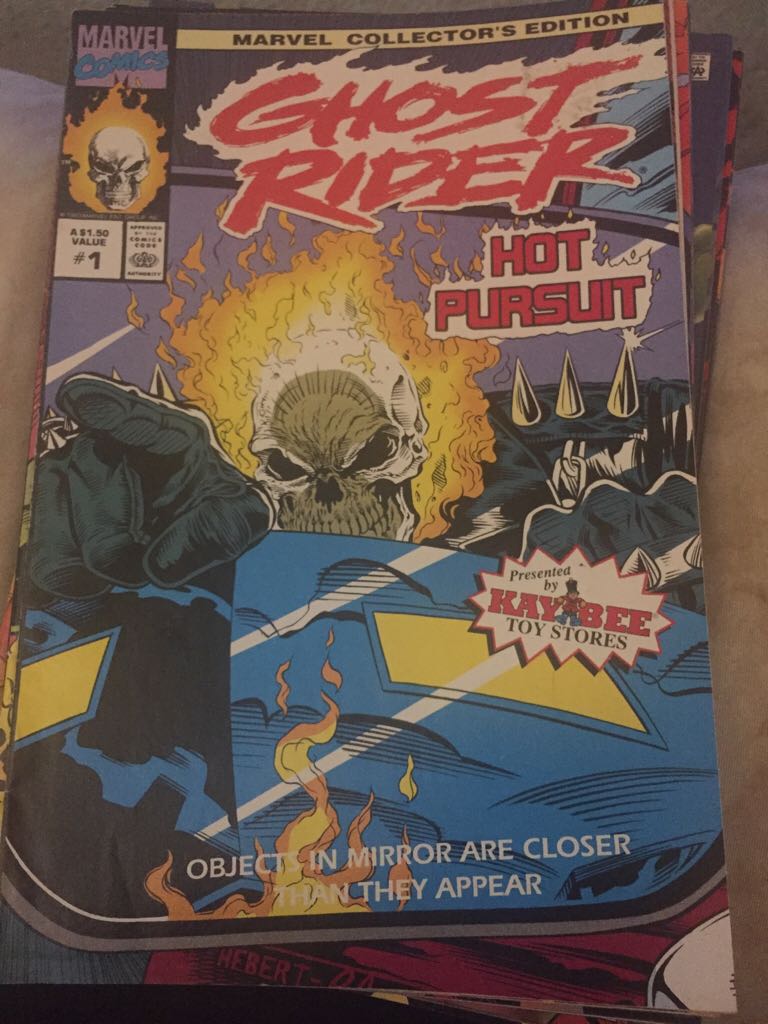 MARVEL COLLECTOR'S EDITION
MARVEL
COMICS
GHOST
RIDER
A $1.50
VALUE
#1
APPROVED
BY THE
COMICS
CODE
AUTHORITY
HOT
PURSUIT
Presented
by
KAY BEE
TOY STORES
OBJECTS IN MIRROR ARE CLOSER
THAN THEY APPEAR
HEBERT-